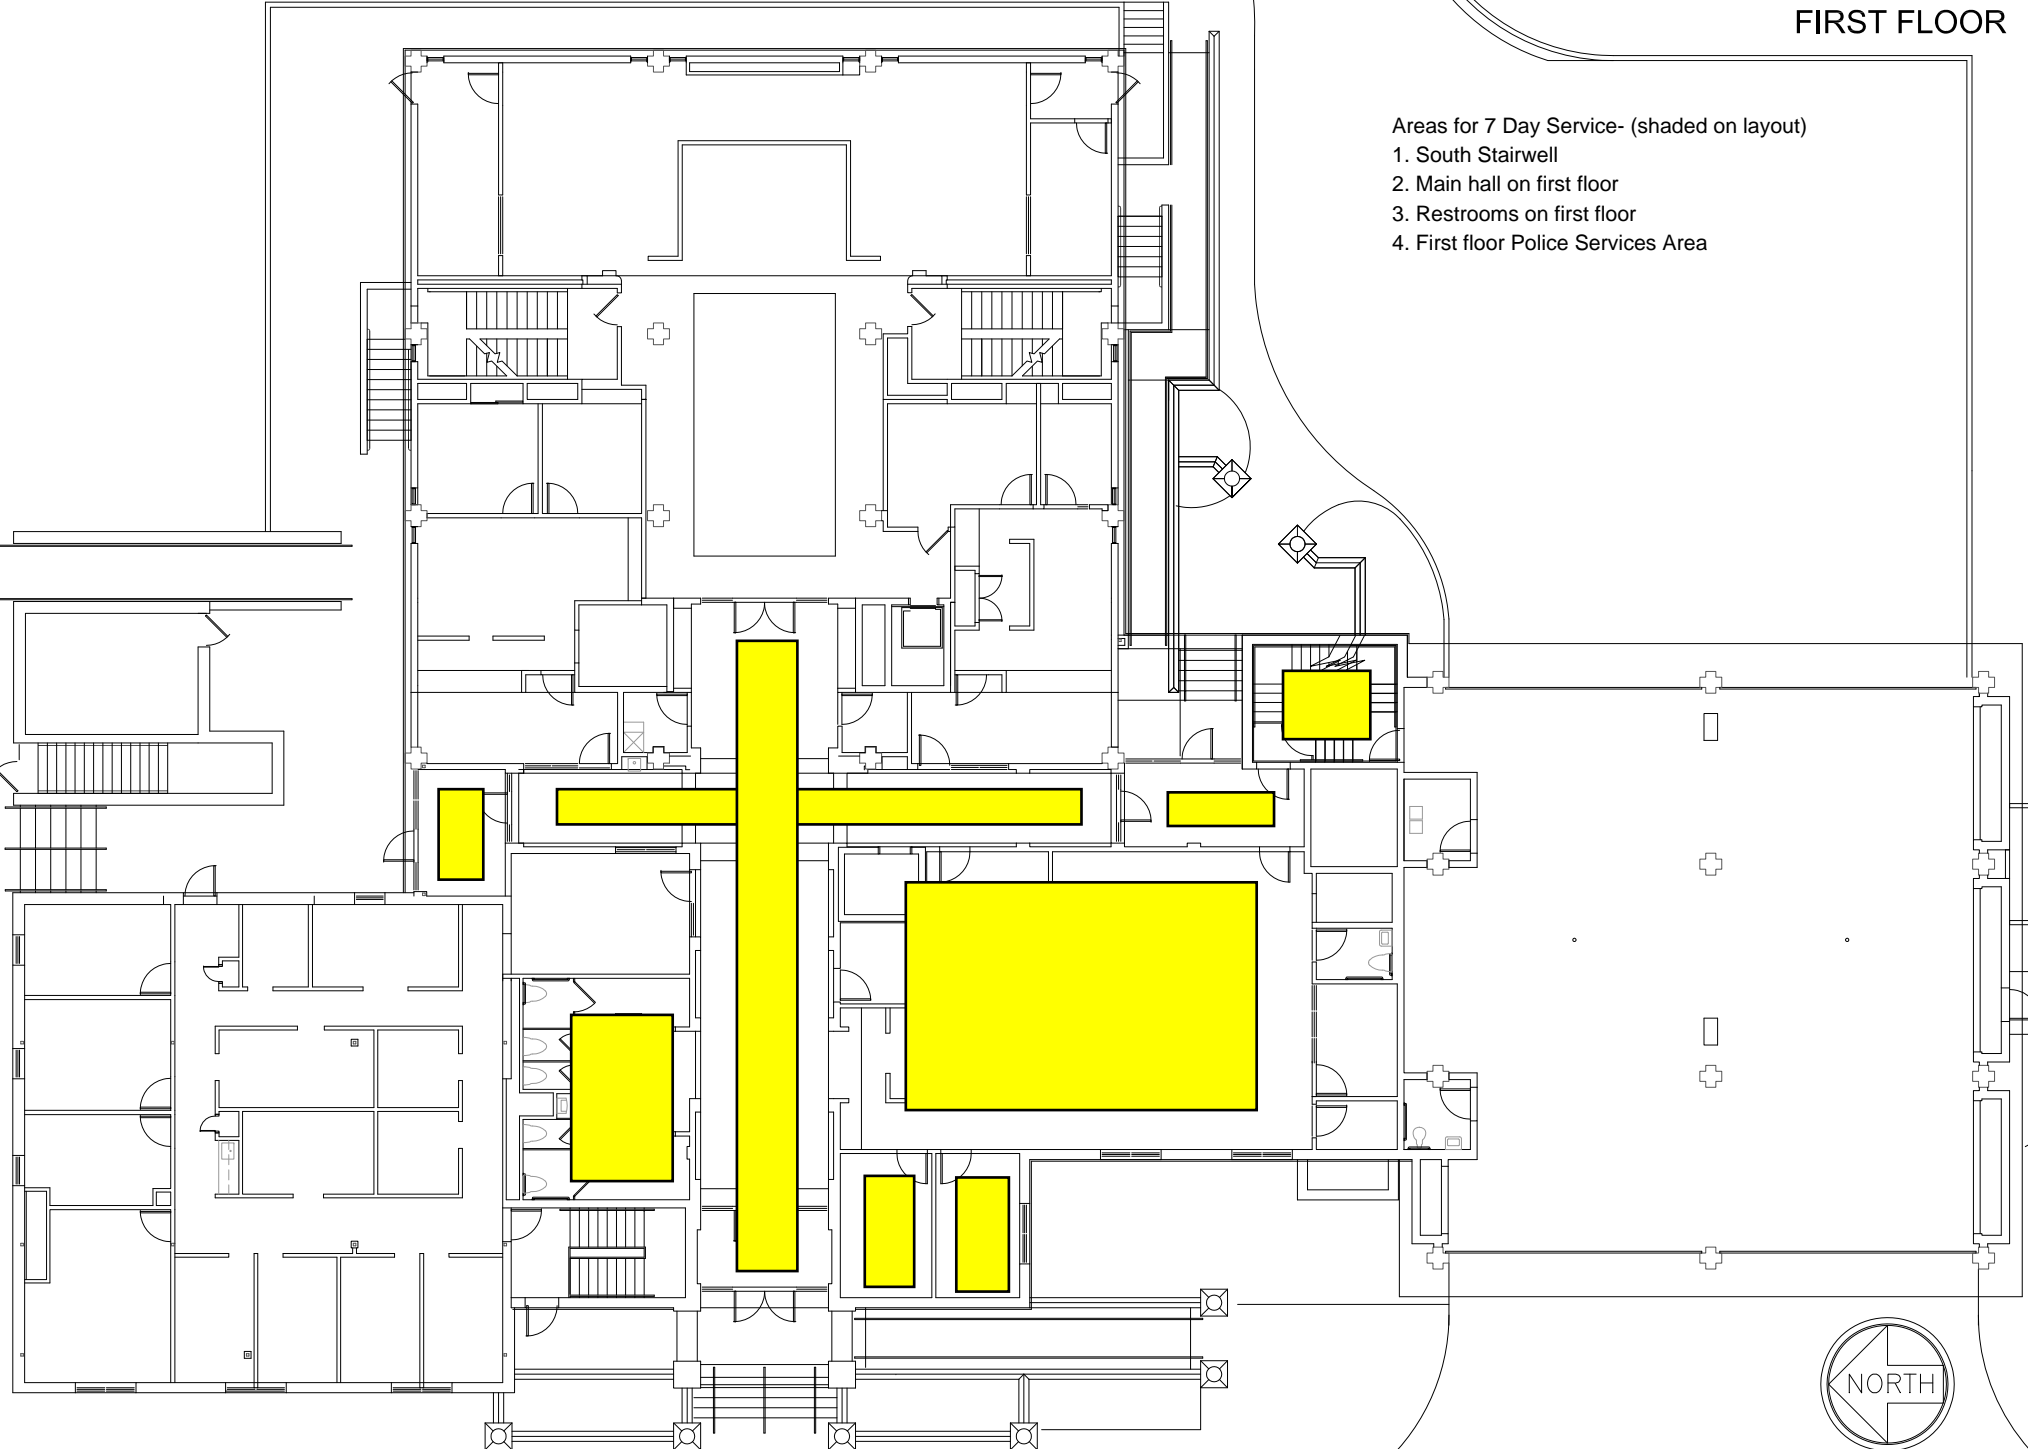 FIRST FLOOR
Areas for 7 Day Service- (shaded on layout)
1. South Stairwell
2. Main hall on first floor
3. Restrooms on first floor
4. First floor Police Services Area
NORTH